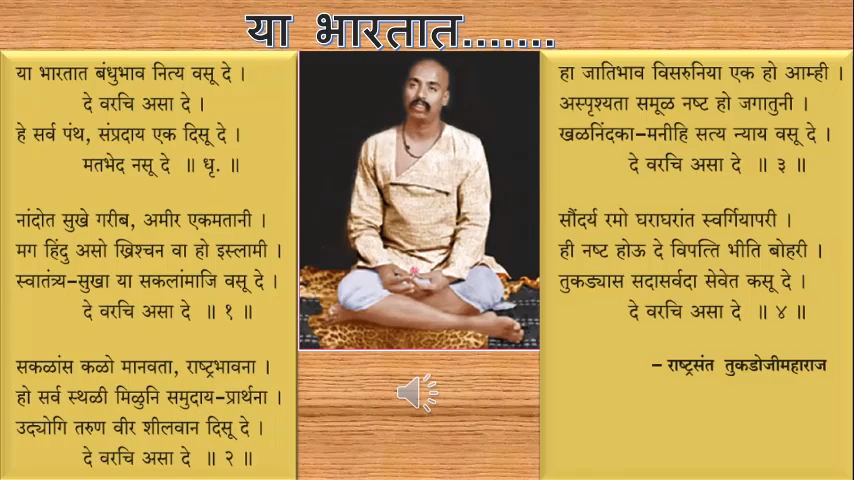 या भारतात.......
या भारतात बंधुभाव नित्य वसू दे ।
दे वरचि असा दे ।
हे सर्व पंथ, संप्रदाय एक दिसू दे ।
मतभेद नसू दे ॥ धृ. ॥
नांदोत सुखे गरीब, अमीर एकमतानी ।
मग हिंदु असो ख्रिश्चन वा हो इस्लामी ।
स्वातंत्र्य-सुखा या सकलांमाजि वसू दे ।
दे वरचि असा दे ॥ १ ॥
सकळांस कळो मानवता, राष्ट्रभावना ।
हो सर्व स्थळी मिळुनि समुदाय-प्रार्थना ।
उद्योगि तरुण वीर शीलवान दिसू दे ।
दे वरचि असा दे ॥ २ ॥
हा जातिभाव विसरुनिया एक हो आम्ही ।
अस्पृश्यता समूळ नष्ट हो जगातुनी ।
खळनिंदका-मनीहि सत्य न्याय वसू दे ।
दे वरचि असा दे ॥ ३ ॥
सौंदर्य रमो घराघरांत स्वर्गियापरी ।
ही नष्ट होऊ दे विपत्ति भीति बोहरी ।
तुकड्यास सदासर्वदा सेवेत कसू दे ।
दे वरचि असा दे ॥ ४ ॥
– राष्ट्रसंत तुकडोजीमहाराज